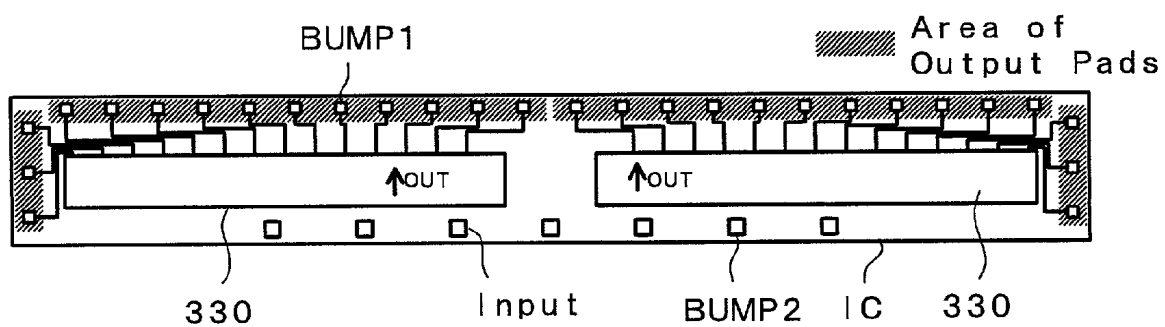 BUMP1
Area of
Output Pads
OUT
OUT
330
Input
BUMP2
IC
330